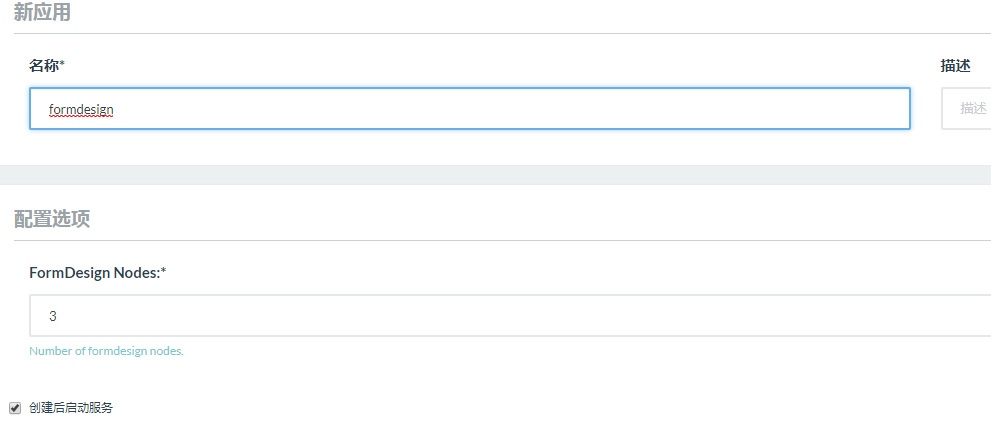 新应用
名称*
描述
formdesign
描述
配置选项
FormDesign Nodes:*
3
Number of formdesign nodes.
创建后启动服务